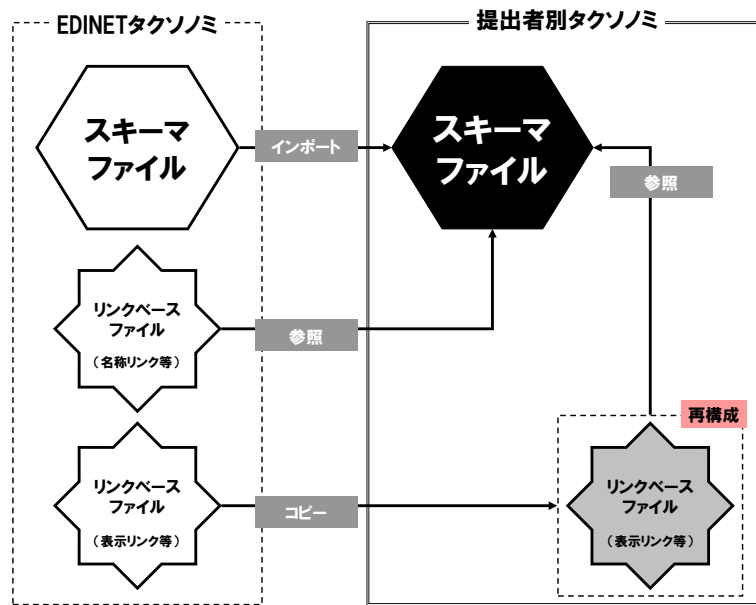 EDINETタクソノミ
提出者別タクソノミ
スキーマ
ファイル
インポート
スキーマ
ファイル
参照
リンクベース
ファイル
（名称リンク等）
参照
再構成
リンクベース
ファイル
（表示リンク等）
コピー
リンクベース
ファイル
（表示リンク等）